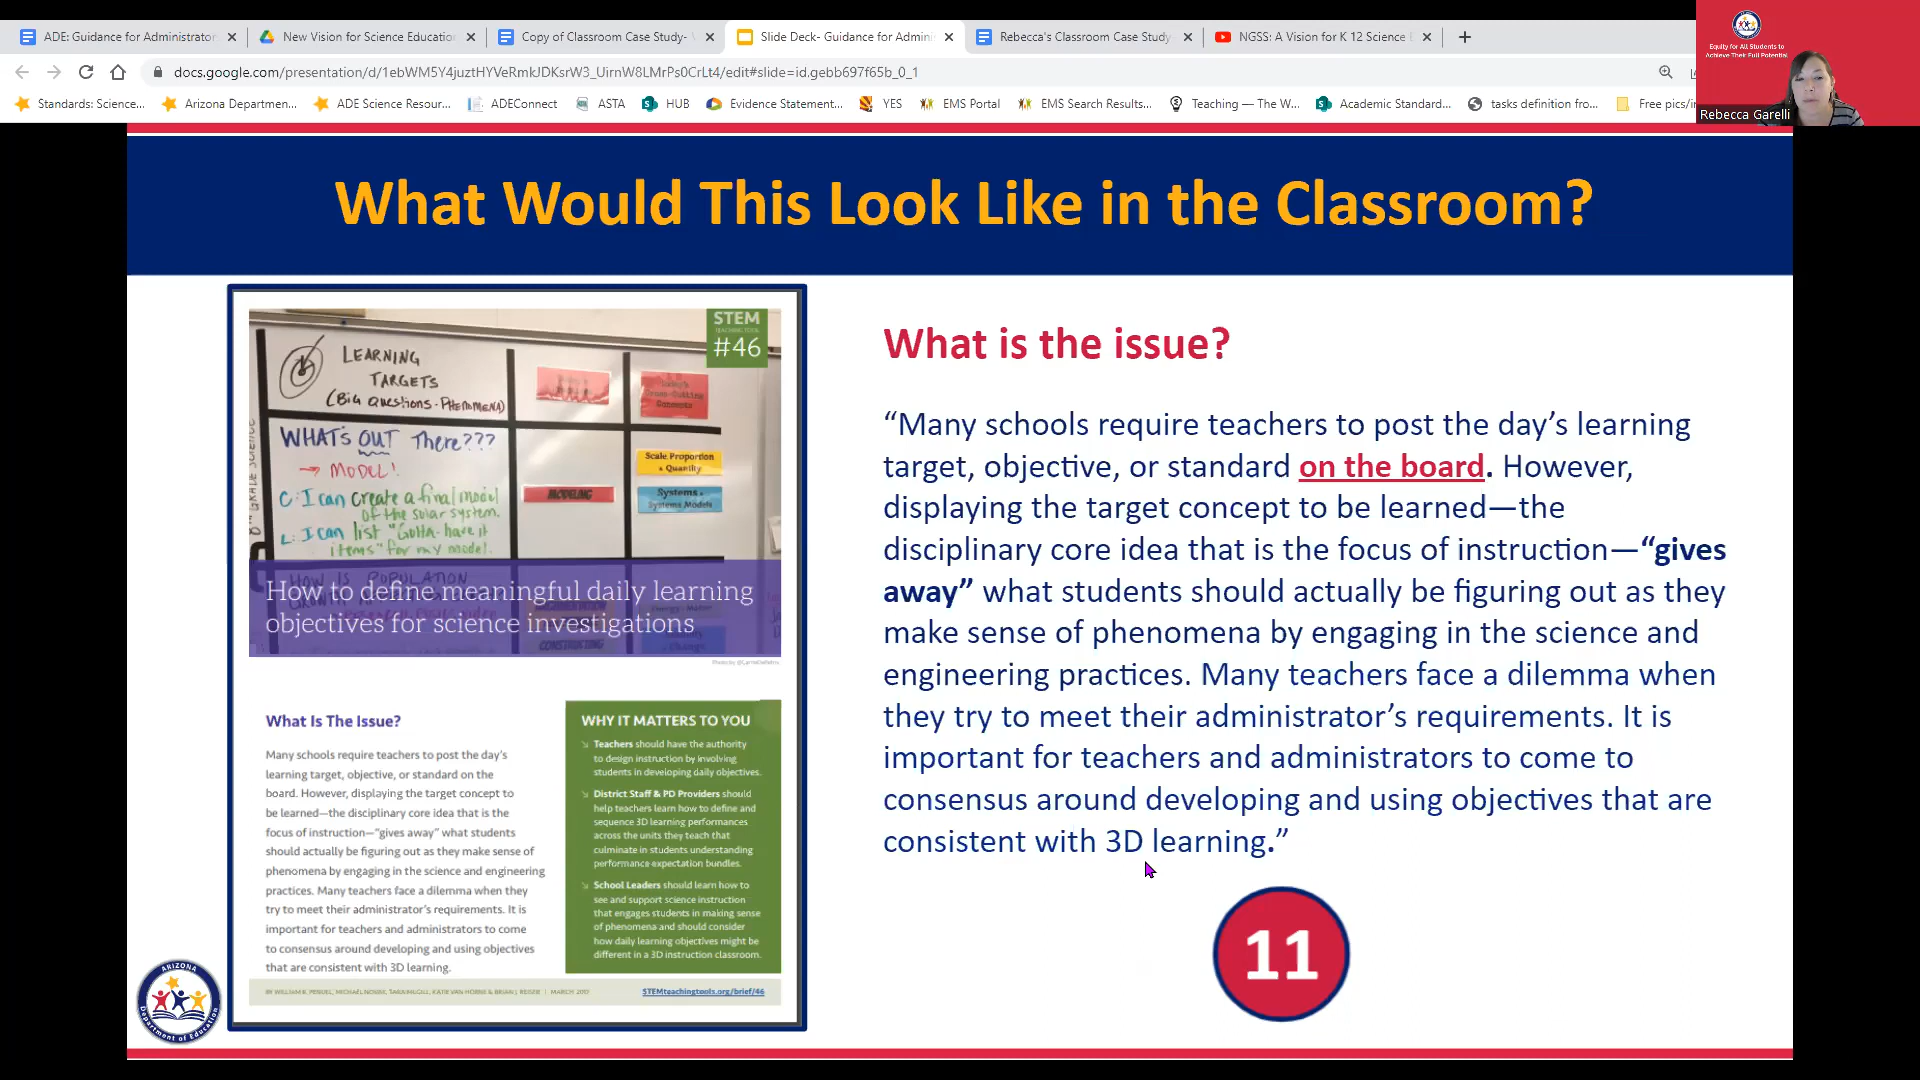 ADE: Guidance for Administrator
New Vision for Science Educatio
Copy of Classroom Case Study-
Slide Deck- Guidance for Admin
Rebecca's Classroom Case Study
NGSS: A Vision for K 12 Science
docs.google.com/presentation/d/1ebWM5Y4juztHYVeRmkJDKsrW3_UirnW8LMrPs0CrLt4/edit#slide=id.gebb697f65b_0_1
Standards: Science...
Arizona Departmen...
ADE Science Resour...
ADEConnect
ASTA
HUB
Evidence Statement...
YES
EMS Portal
EMS Search Results...
Teaching — The W...
Academic Standard...
tasks definition fro...
Free pics/i
Equity for All Students to
Achieve Their Full Potential
Rebecca Garelli
What Would This Look Like in the Classroom?
STEM
TEACHING TOOL
#46
LEARNING
TARGETS
(BIG QUESTIONS - PHENOMENA)
Cross-Cutting
Concepts
WHAT'S OUT There???
→ MODEL!
C: I can create a final model
of the solar system.
L: I can list "Gotta-have it
items" for my model.
MODELING
Scale Proportion
& Quantity
Systems &
Systems Models
How to define meaningful daily learning
objectives for science investigations
What Is The Issue?
Many schools require teachers to post the day's
learning target, objective, or standard on the
board. However, displaying the target concept to
be learned—the disciplinary core idea that is the
focus of instruction—"gives away" what students
should actually be figuring out as they make sense of
phenomena by engaging in the science and engineering
practices. Many teachers face a dilemma when they
try to meet their administrator's requirements. It is
important for teachers and administrators to come
to consensus around developing and using objectives
that are consistent with 3D learning.
WHY IT MATTERS TO YOU
Teachers should have the authority
to design instruction by involving
students in developing daily objectives.
District Staff & PD Providers should
help teachers learn how to define and
sequence 3D learning performances
across the units they teach that
culminate in students understanding
performance expectation bundles.
School Leaders should learn how to
see and support science instruction
that engages students in making sense
of phenomena and should consider
how daily learning objectives might be
different in a 3D instruction classroom.
STEMteachingtools.org/brief/46
What is the issue?
“Many schools require teachers to post the day’s learning
target, objective, or standard on the board. However,
displaying the target concept to be learned—the
disciplinary core idea that is the focus of instruction—“gives
away” what students should actually be figuring out as they
make sense of phenomena by engaging in the science and
engineering practices. Many teachers face a dilemma when
they try to meet their administrator’s requirements. It is
important for teachers and administrators to come to
consensus around developing and using objectives that are
consistent with 3D learning.”
11
ARIZONA
Department of Education